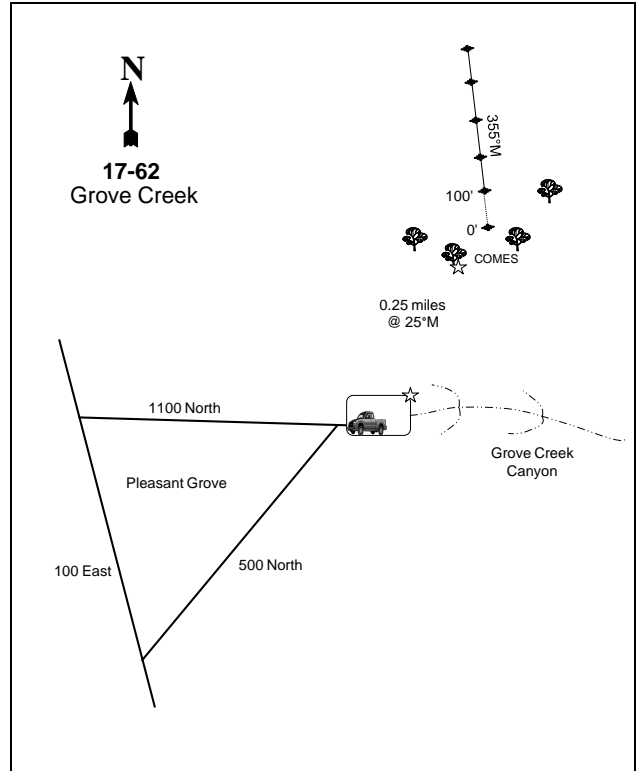 N
17-62
Grove Creek
355°M
100'
0'
COMES
0.25 miles
@ 25°M
1100 North
Grove Creek
Canyon
Pleasant Grove
500 North
100 East